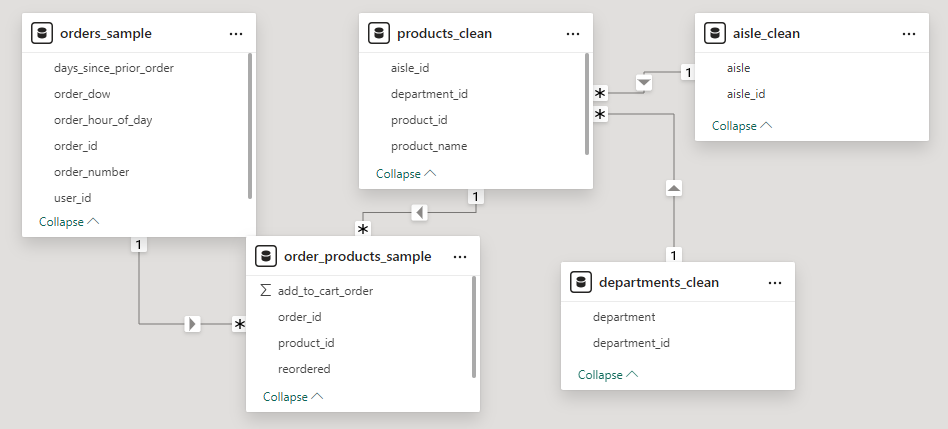 orders_sample
days_since_prior_order
order_dow
order_hour_of_day
order_id
order_number
user_id
Collapse
products_clean
aisle_id
department_id
product_id
product_name
Collapse
aisle_clean
aisle
aisle_id
Collapse
1
*
*
1
*
1
*
1
order_products_sample
Σ add_to_cart_order
order_id
product_id
reordered
Collapse
departments_clean
department
department_id
Collapse